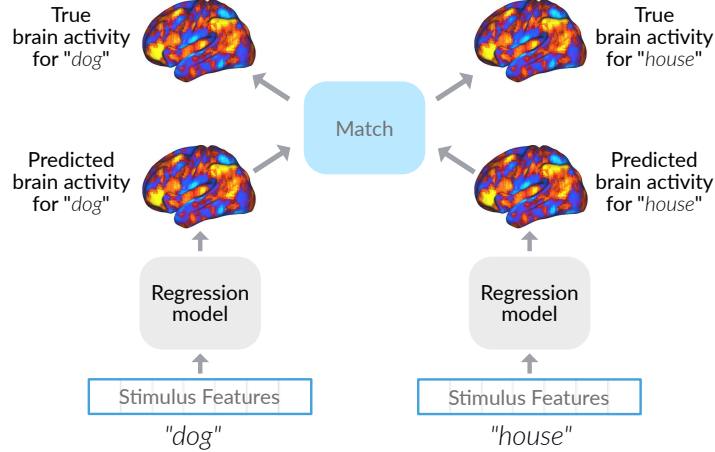 True
brain activity
for "dog"
True
brain activity
for "house"
Match
Predicted
brain activity
for "dog"
Predicted
brain activity
for "house"
Regression
model
Regression
model
Stimulus Features
Stimulus Features
"dog"
"house"